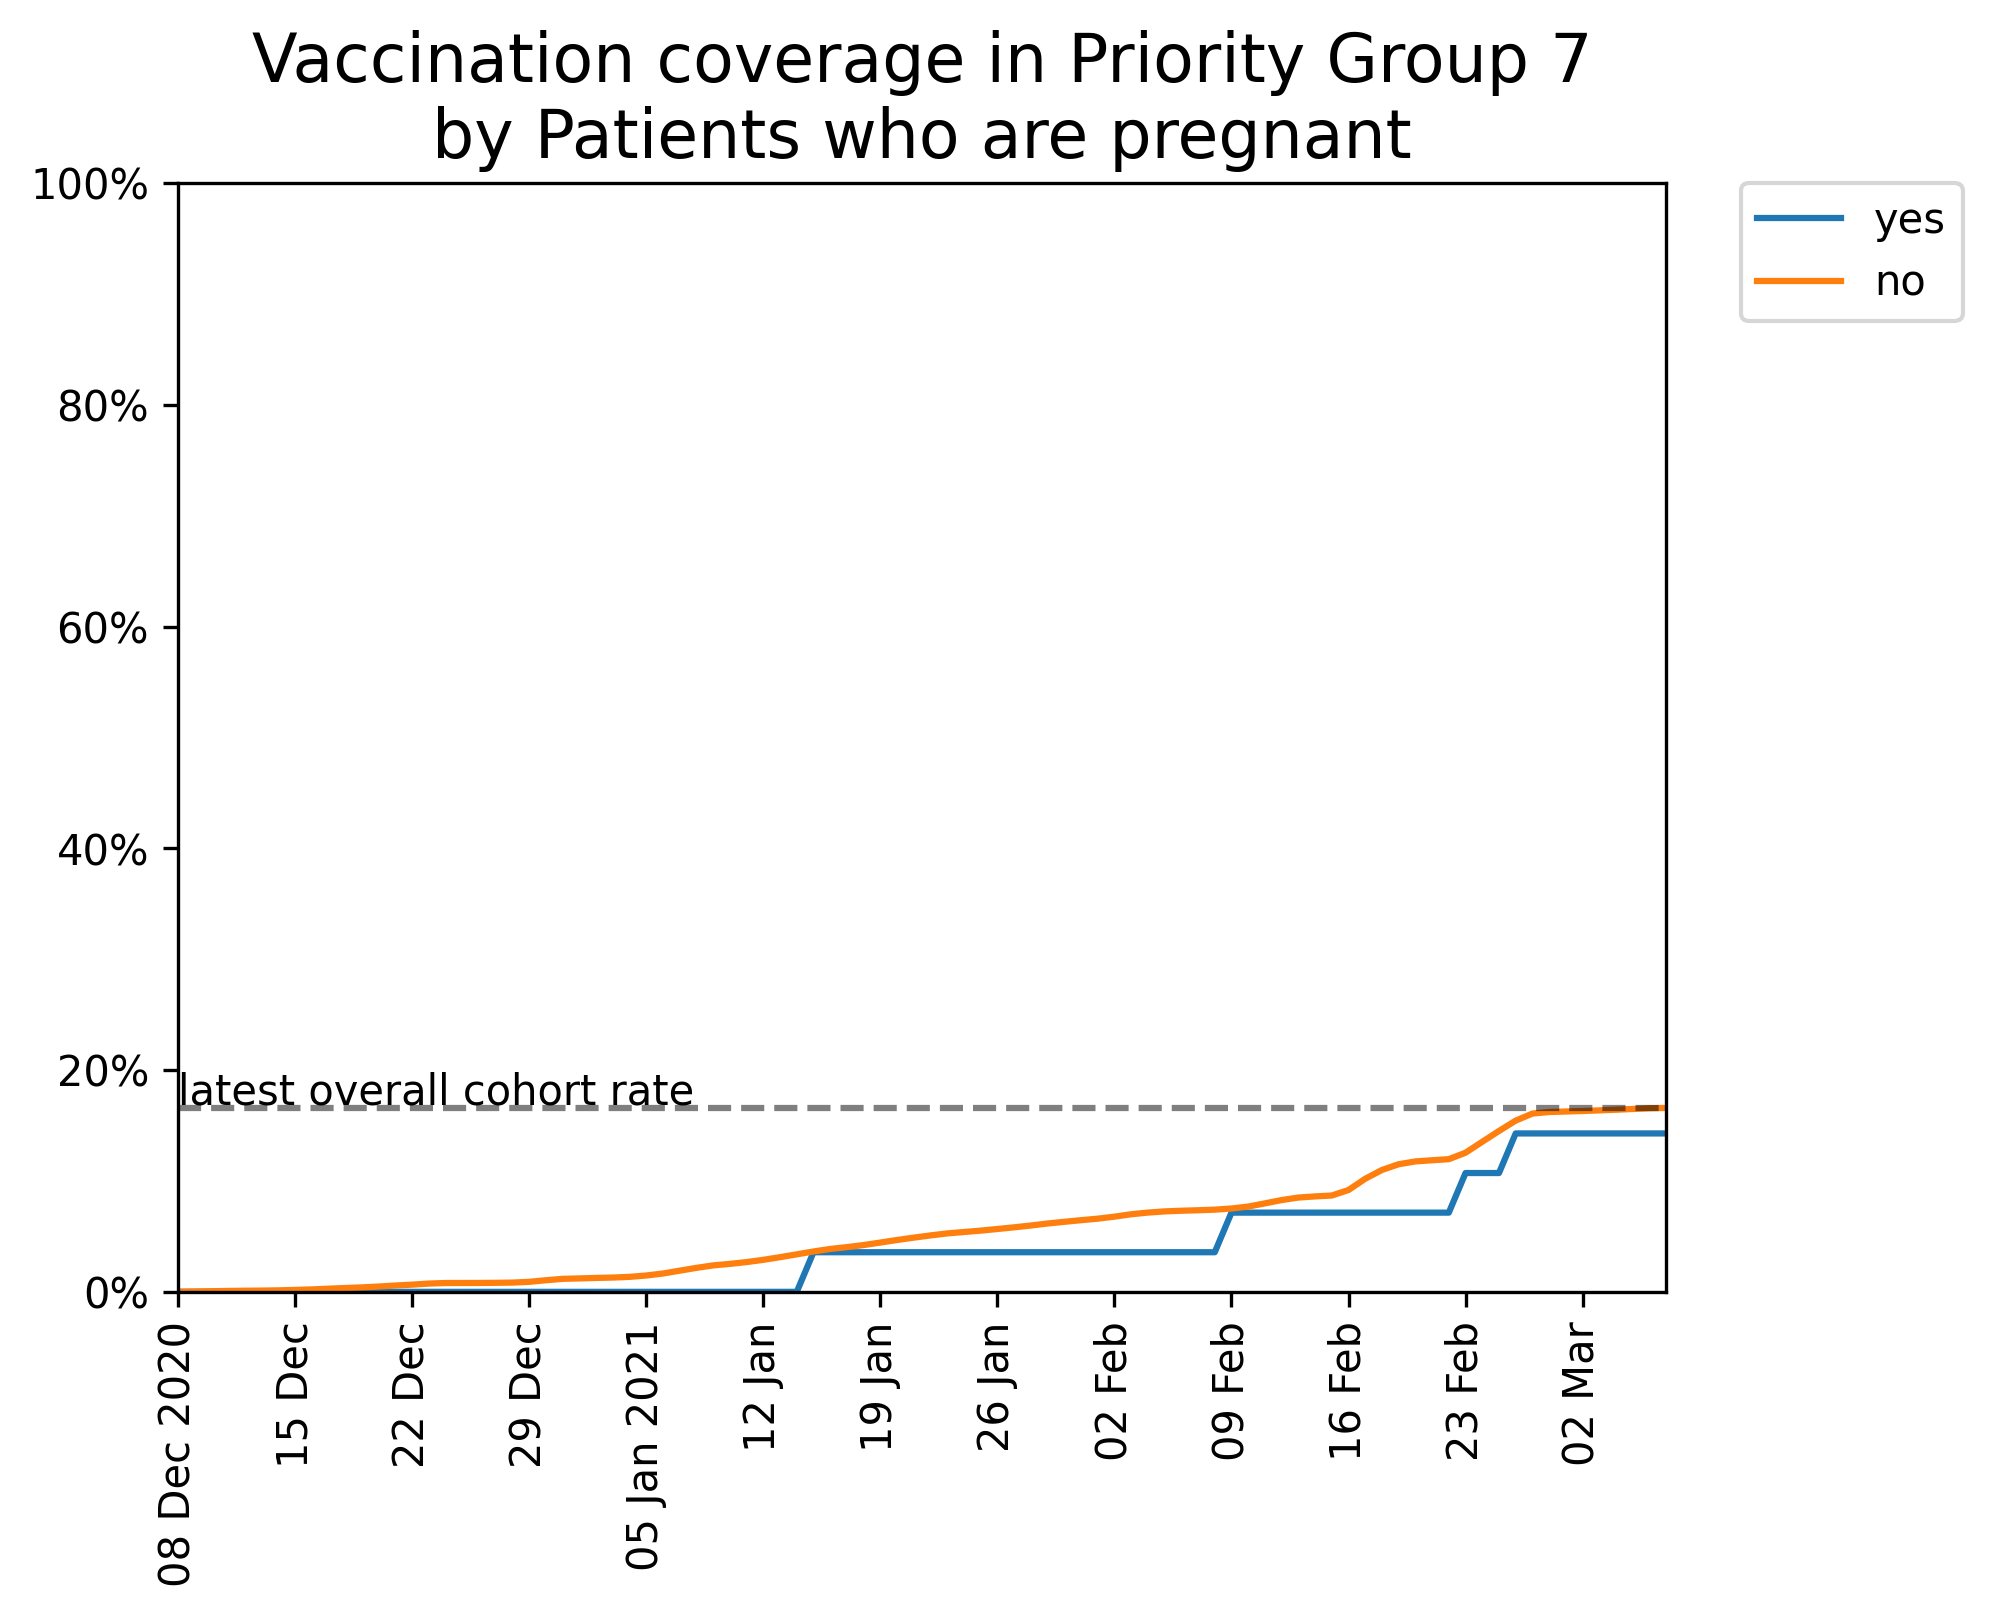 Vaccination coverage in Priority Group 7
by Patients who are pregnant
100%
80%
60%
40%
20%
0%
latest overall cohort rate
yes
no
08 Dec 2020
15 Dec
22 Dec
29 Dec
05 Jan 2021
12 Jan
19 Jan
26 Jan
02 Feb
09 Feb
16 Feb
23 Feb
02 Mar